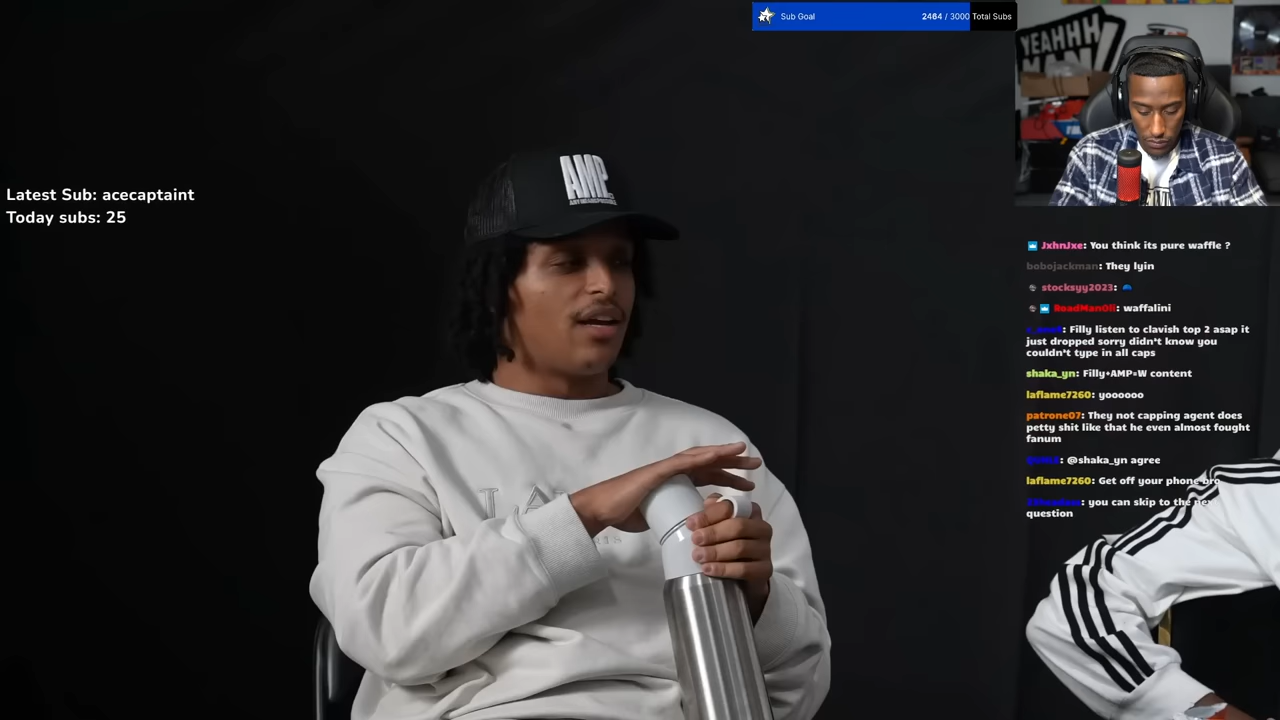 Sub Goal
2464 / 3000 Total Subs
YEAHHH
Latest Sub: acecaptaint
Today subs: 25
AMP
JxhnJxe: You think its pure waffle ?
bobojackman: They lyin
stocksyy2023:
ReadManOli: waffalini
: Filly listen to clavish top 2 asap it
just dropped sorry didn't know you
couldn't type in all caps
shaka_yn: Filly+AMP=W content
laflame7260: yoooooo
patrone07: They not capping agent does
petty shit like that he even almost fought
fanum
: @shaka_yn agree
laflame7260: Get off your phone bro
: you can skip to the
question